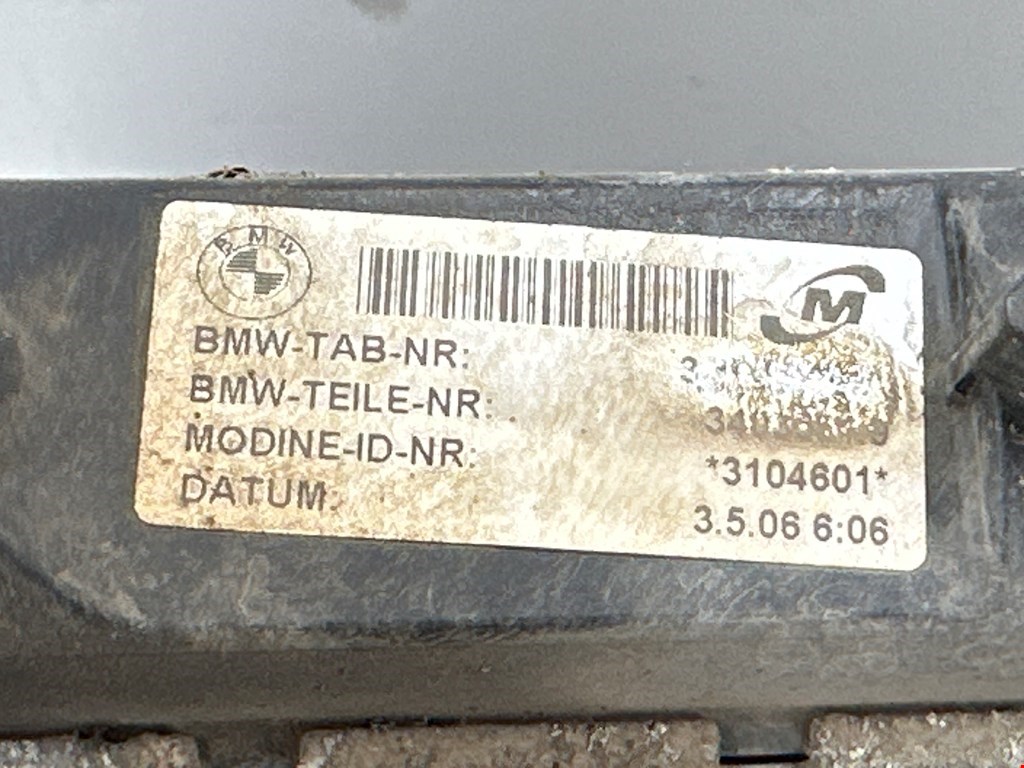 BMW
M
BMW-TAB-NR:
BMW-TEILE-NR:
MODINE-ID-NR: *3104601*
DATUM: 3.5.06 6:06